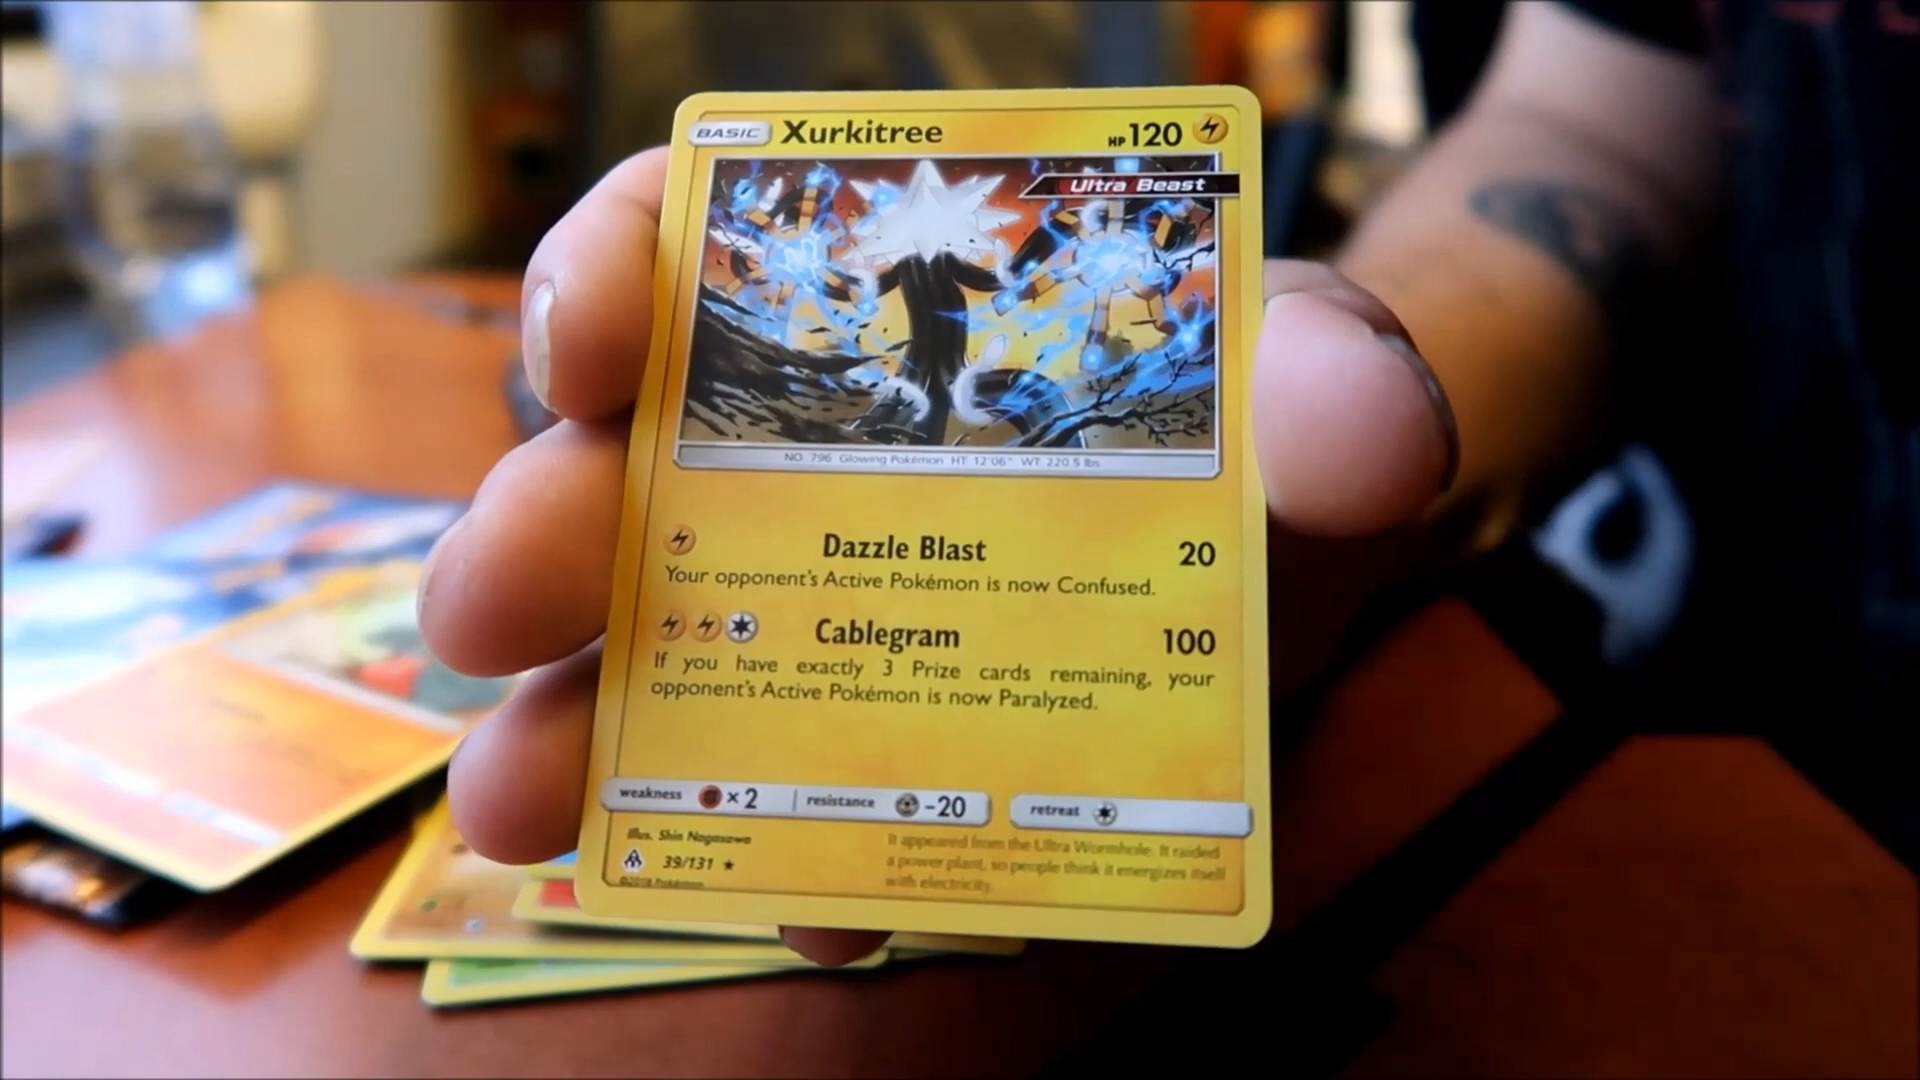 BASIC Xurkitree HP 120
Ultra Beast
NO. 796 Glowing Pokémon HT: 12'06" WT: 220.5 lbs.
Dazzle Blast 20
Your opponent's Active Pokémon is now Confused.
Cablegram 100
If you have exactly 3 Prize cards remaining, your
opponent's Active Pokémon is now Paralyzed.
weakness ×2 resistance -20 retreat
Illus. Shin Nagasawa
39/131 ★
©2018 Pokémon
It appeared from the Ultra Wormhole. It raided
a power plant, so people think it energizes itself
with electricity.